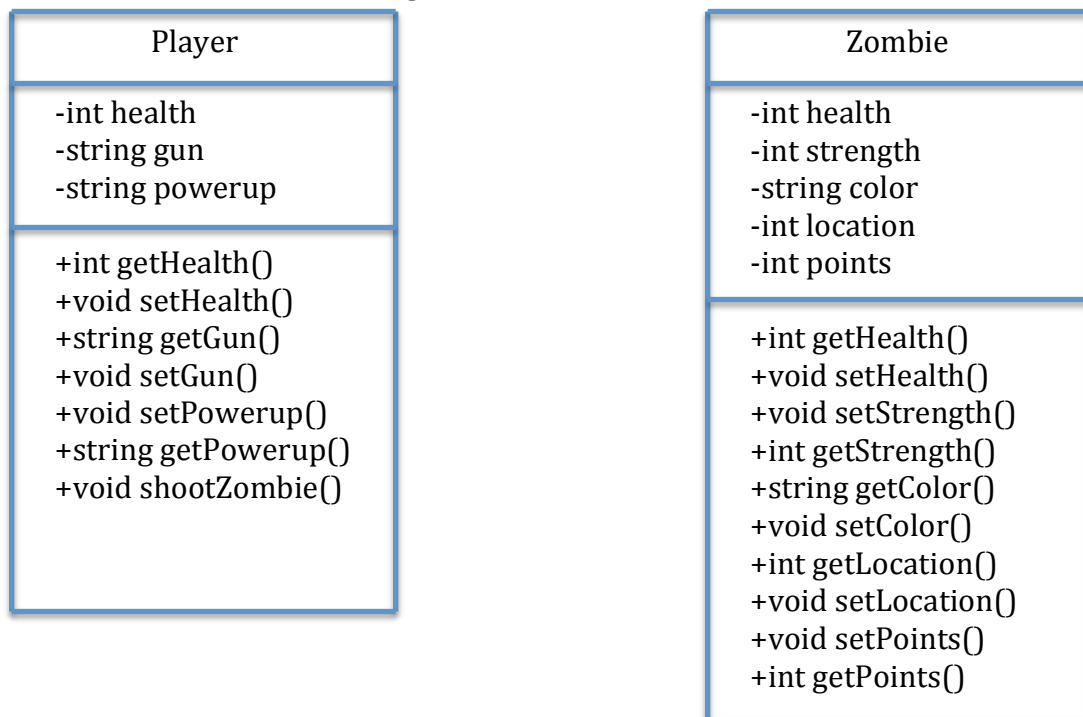 Player
-int health
-string gun
-string powerup
+int getHealth()
+void setHealth()
+string getGun()
+void setGun()
+void setPowerup()
+string getPowerup()
+void shootZombie()
Zombie
-int health
-int strength
-string color
-int location
-int points
+int getHealth()
+void setHealth()
+void setStrength()
+int getStrength()
+string getColor()
+void setColor()
+int getLocation()
+void setLocation()
+void setPoints()
+int getPoints()